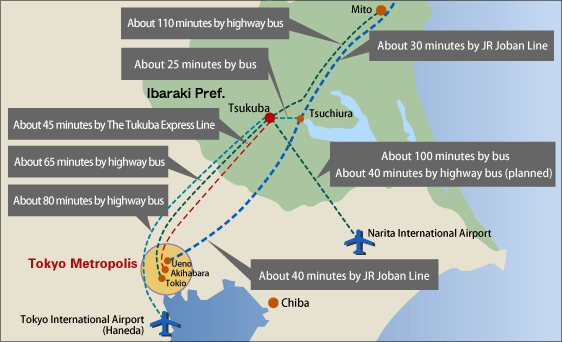 Mito
About 110 minutes by highway bus
About 30 minutes by JR Joban Line
About 25 minutes by bus
Ibaraki Pref.
Tsukuba
Tsuchiura
About 45 minutes by The Tukuba Express Line
About 65 minutes by highway bus
About 100 minutes by bus
About 40 minutes by highway bus (planned)
About 80 minutes by highway bus
Narita International Airport
Tokyo Metropolis
Ueno
Akihabara
Tokio
About 40 minutes by JR Joban Line
Chiba
Tokyo International Airport
(Haneda)